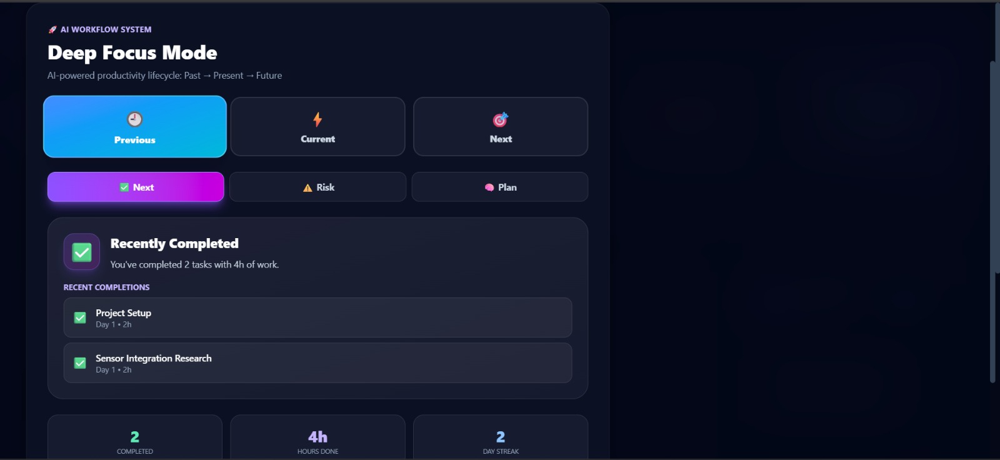 AI WORKFLOW SYSTEM
Deep Focus Mode
AI-powered productivity lifecycle: Past → Present → Future
Previous
Current
Next
Next
Risk
Plan
Recently Completed
You've completed 2 tasks with 4h of work.
RECENT COMPLETIONS
Project Setup
Day 1 • 2h
Sensor Integration Research
Day 1 • 2h
2
COMPLETED
4h
HOURS DONE
2
DAY STREAK